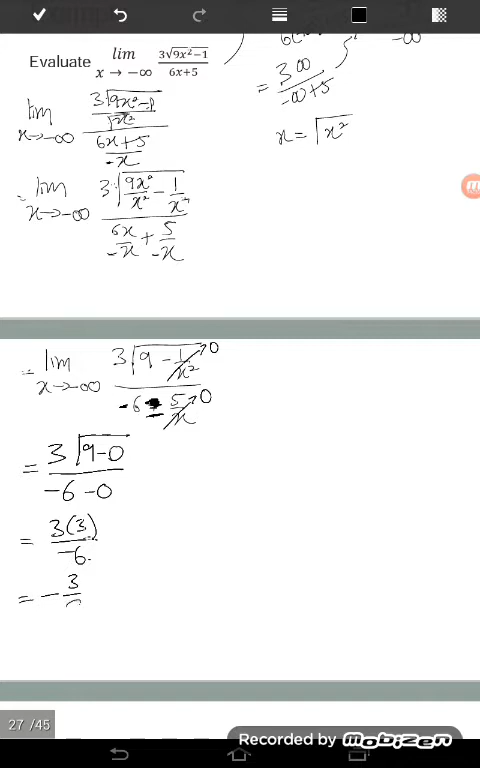 Evaluate lim x → −∞ 3√9x²−1 / 6x+5
= 3∞ / -∞+5
x = √x²
lim x→-∞ 3√9x²-1 / √x² / 6x+5 / -x
= lim x→-∞ 3√9x²/x² - 1/x² / 6x/-x + 5/-x
= lim x→-∞ 3√9 - 1/x² → 0 / -6 - 5/x → 0
= 3√9-0 / -6-0
= 3(3) / -6
= - 3/
27 /45
Recorded by Mobizen